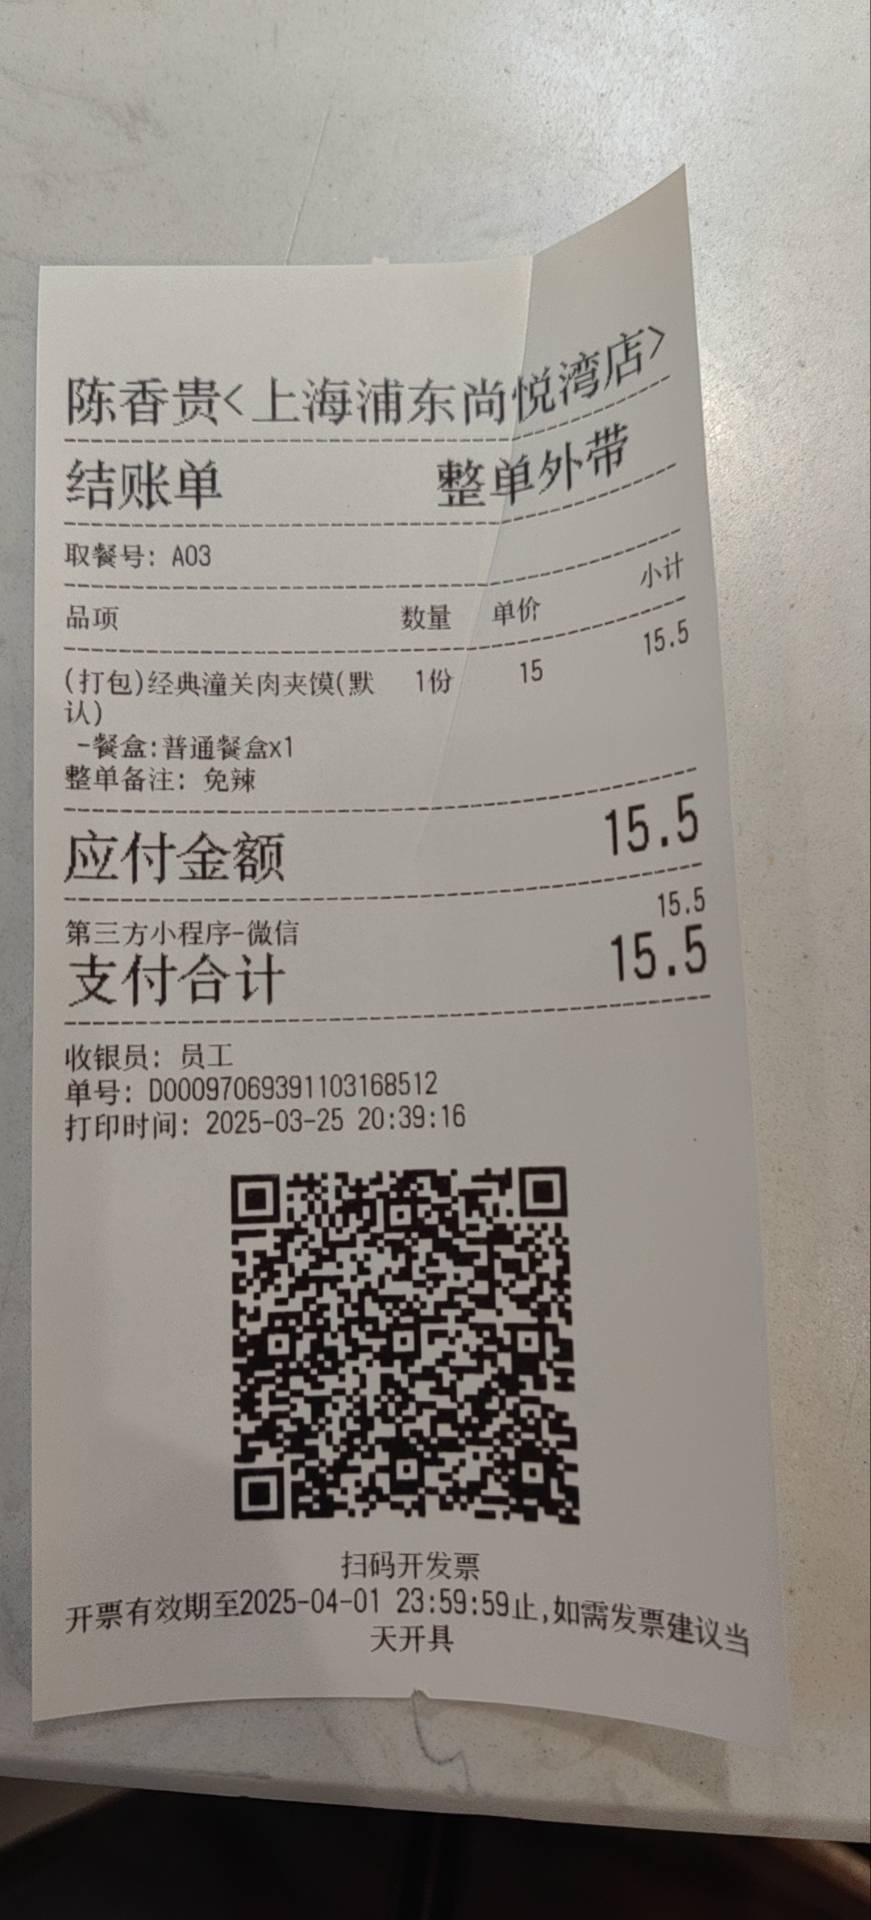 陈香贵<上海浦东尚悦湾店>
结账单 整单外带
取餐号: A03
品项 数量 单价 小计
(打包)经典潼关肉夹馍(默 1份 15 15.5
认)
-餐盒:普通餐盒x1
整单备注: 免辣
应付金额 15.5
第三方小程序-微信 15.5
支付合计 15.5
收银员: 员工
单号: D00097069391103168512
打印时间: 2025-03-25 20:39:16
扫码开发票
开票有效期至2025-04-01 23:59:59止,如需发票建议当
天开具